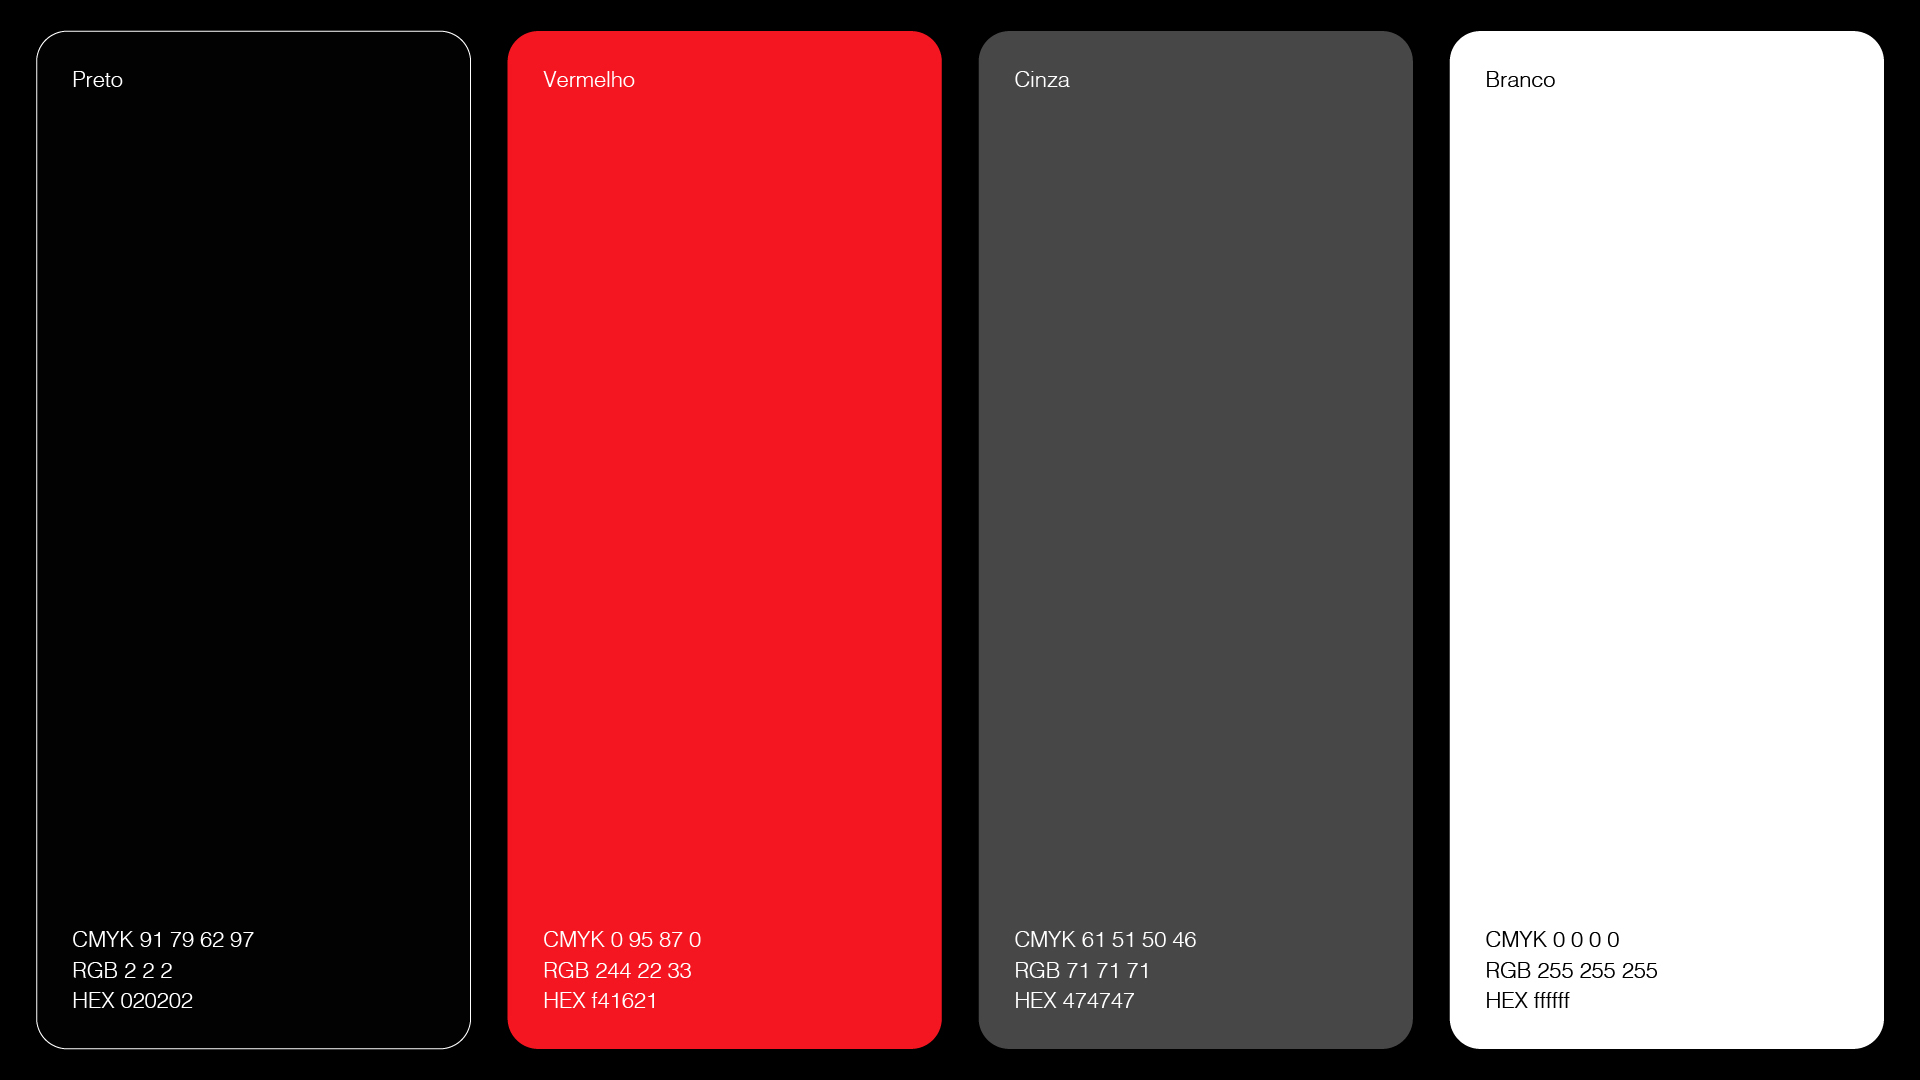 Preto
CMYK 91 79 62 97
RGB 2 2 2
HEX 020202
Vermelho
CMYK 0 95 87 0
RGB 244 22 33
HEX f41621
Cinza
CMYK 61 51 50 46
RGB 71 71 71
HEX 474747
Branco
CMYK 0 0 0 0
RGB 255 255 255
HEX ffffff